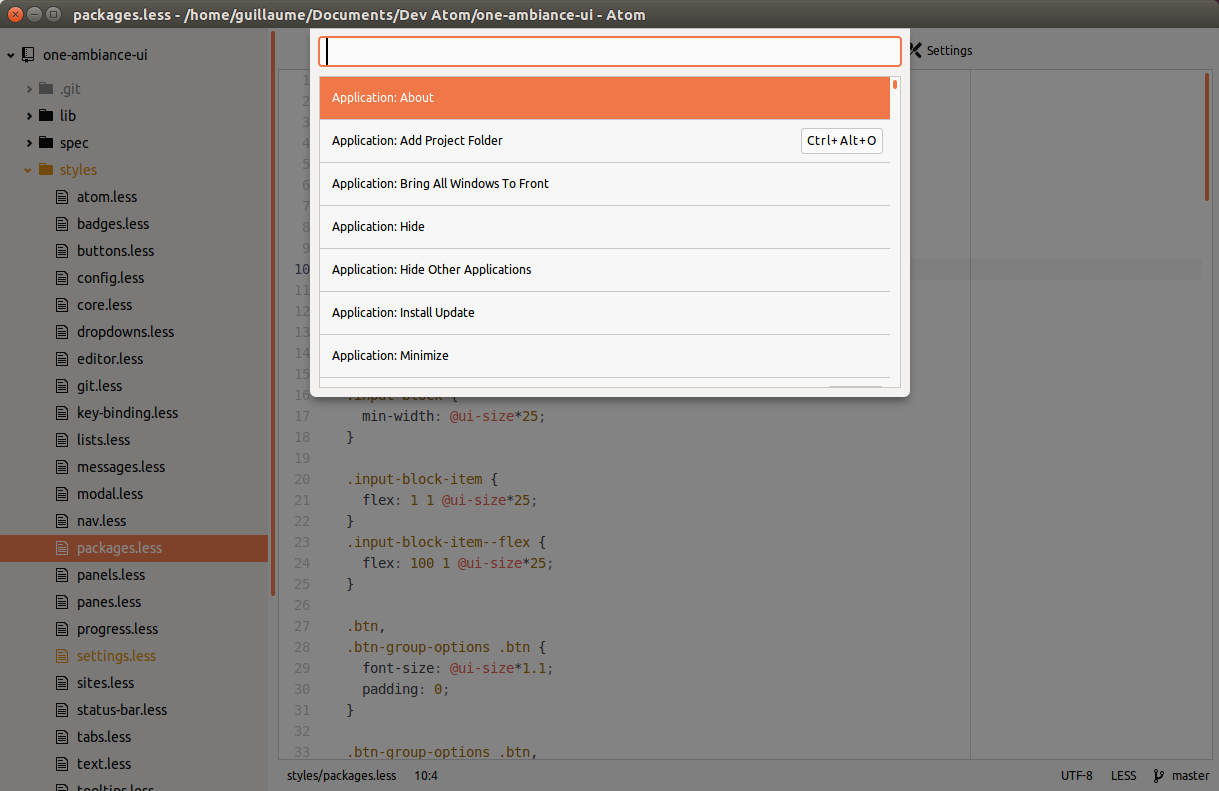 packages.less - /home/guillaume/Documents/Dev Atom/one-ambiance-ui - Atom
one-ambiance-ui
.git
lib
spec
styles
atom.less
badges.less
buttons.less
config.less
core.less
dropdowns.less
editor.less
git.less
key-binding.less
lists.less
messages.less
modal.less
nav.less
packages.less
panels.less
panes.less
progress.less
settings.less
sites.less
status-bar.less
tabs.less
text.less
tooltips.less
Settings
Application: About
Application: Add Project Folder Ctrl+Alt+O
Application: Bring All Windows To Front
Application: Hide
Application: Hide Other Applications
Application: Install Update
Application: Minimize
1
2
3
4
5
6
7
8
9
10
11
12
13
14
15
16 .input-block {
17 min-width: @ui-size*25;
18 }
19
20 .input-block-item {
21 flex: 1 1 @ui-size*25;
22 }
23 .input-block-item--flex {
24 flex: 100 1 @ui-size*25;
25 }
26
27 .btn,
28 .btn-group-options .btn {
29 font-size: @ui-size*1.1;
30 padding: 0;
31 }
32
33 .btn-group-options .btn,
styles/packages.less 10:4 UTF-8 LESS master